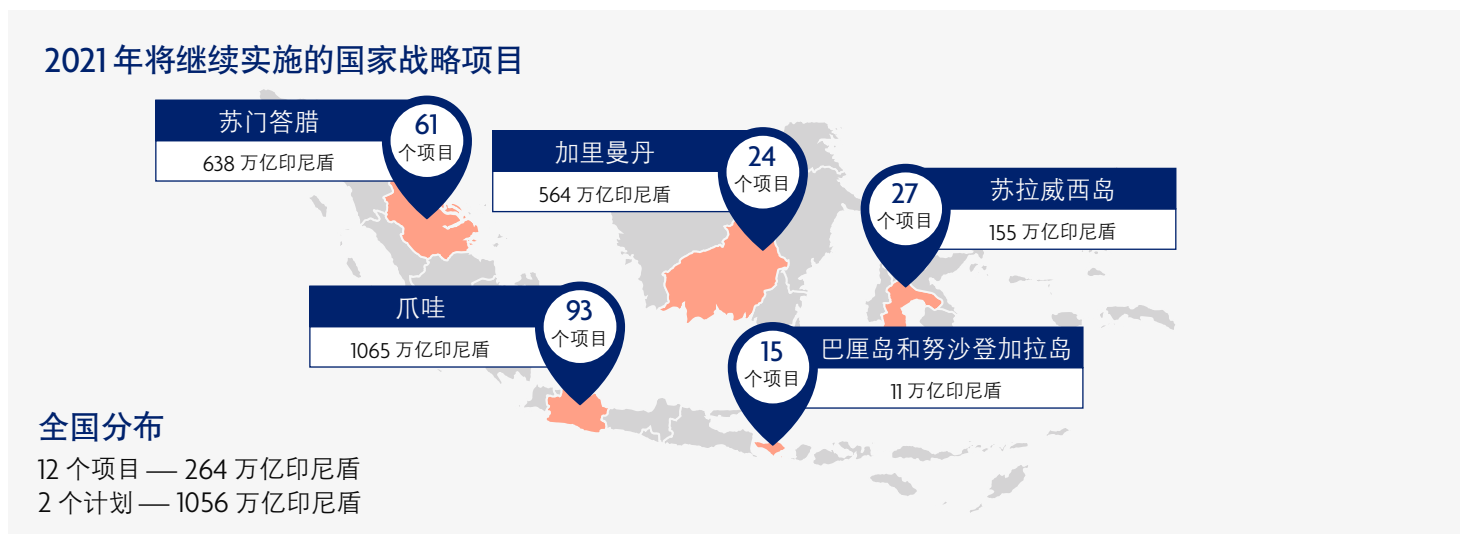 2021 年将继续实施的国家战略项目
苏门答腊
61
个项目
638 万亿印尼盾
加里曼丹
24
个项目
564 万亿印尼盾
27
个项目
苏拉威西岛
155 万亿印尼盾
爪哇
93
个项目
1065 万亿印尼盾
15
个项目
巴厘岛和努沙登加拉岛
11 万亿印尼盾
全国分布
12 个项目 — 264 万亿印尼盾
2 个计划 — 1056 万亿印尼盾